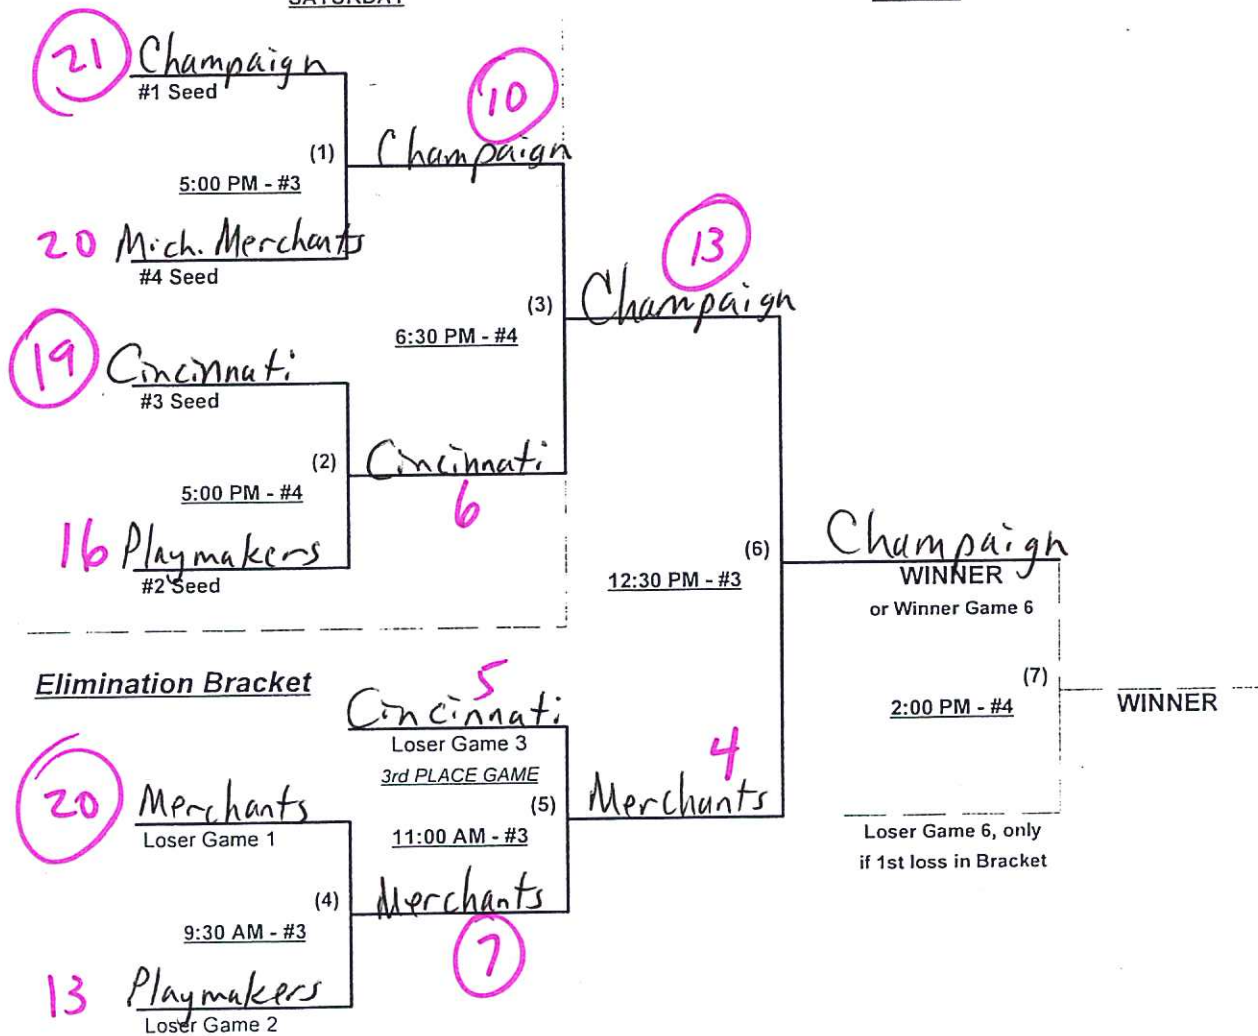 SATURDAY
21 Champaign
#1 Seed
10
(1) Champaign
5:00 PM - #3
20 Mich. Merchants
#4 Seed
13
(3) Champaign
6:30 PM - #4
19 Cincinnati
#3 Seed
(2) Cincinnati
6
5:00 PM - #4
16 Playmakers
#2 Seed
(6) Champaign
12:30 PM - #3
WINNER
or Winner Game 6
(7)
2:00 PM - #4
WINNER
Loser Game 6, only
if 1st loss in Bracket
Elimination Bracket
5
Cincinnati
Loser Game 3
3rd PLACE GAME
4
(5) Merchants
11:00 AM - #3
20 Merchants
Loser Game 1
(4) Merchants
7
9:30 AM - #3
13 Playmakers
Loser Game 2